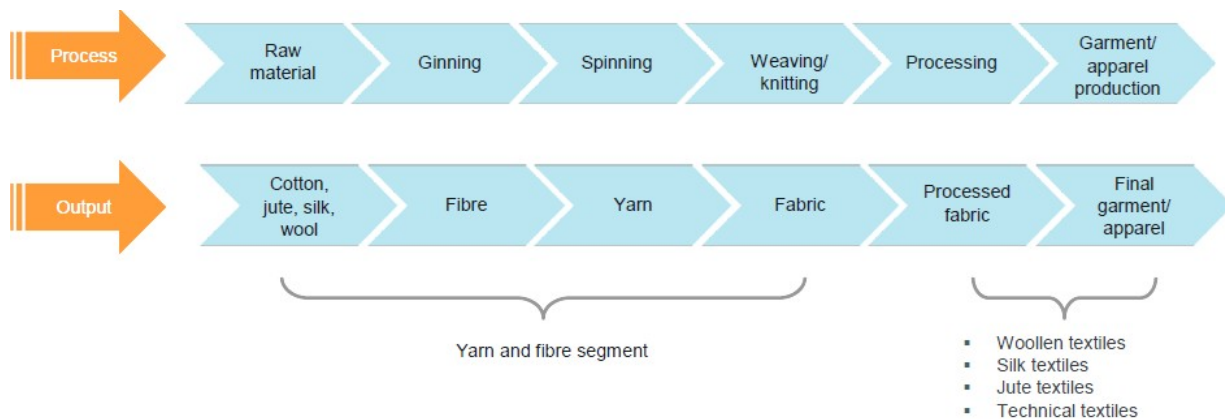 Process
Raw
material
Ginning
Spinning
Weaving/
knitting
Processing
Garment/
apparel
production
Output
Cotton,
jute, silk,
wool
Fibre
Yarn
Fabric
Processed
fabric
Final
garment/
apparel
Yarn and fibre segment
▪ Woollen textiles
▪ Silk textiles
▪ Jute textiles
▪ Technical textiles